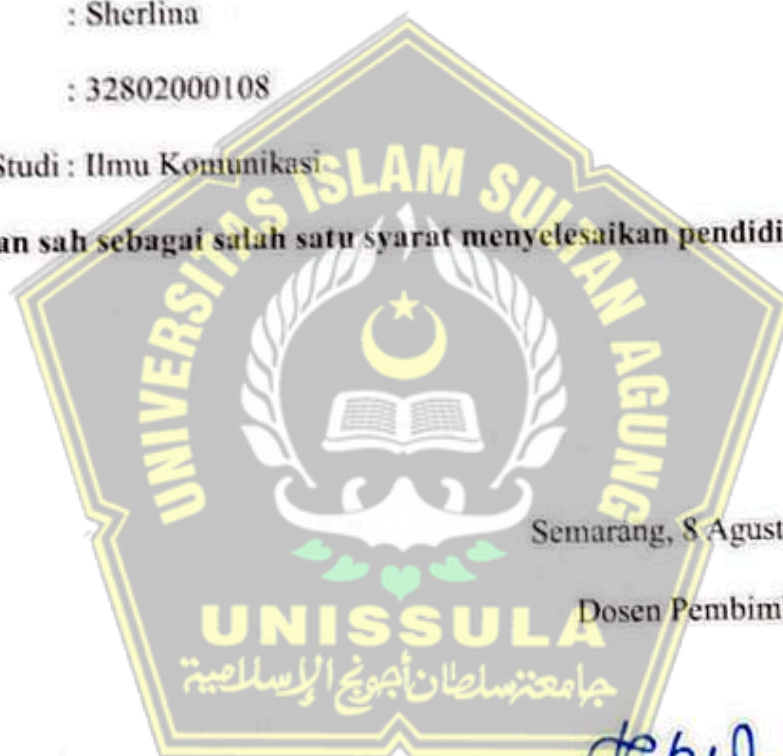 : Sherlina
: 32802000108
Studi : Ilmu Komunikasi
an sah sebagai salah satu syarat menyelesaikan pendidi
UNIVERSITAS ISLAM SULTAN AGUNG
Semarang, 8 Agust
Dosen Pembim
UNISSULA
جامعة سلطان أجونج الإسلامية